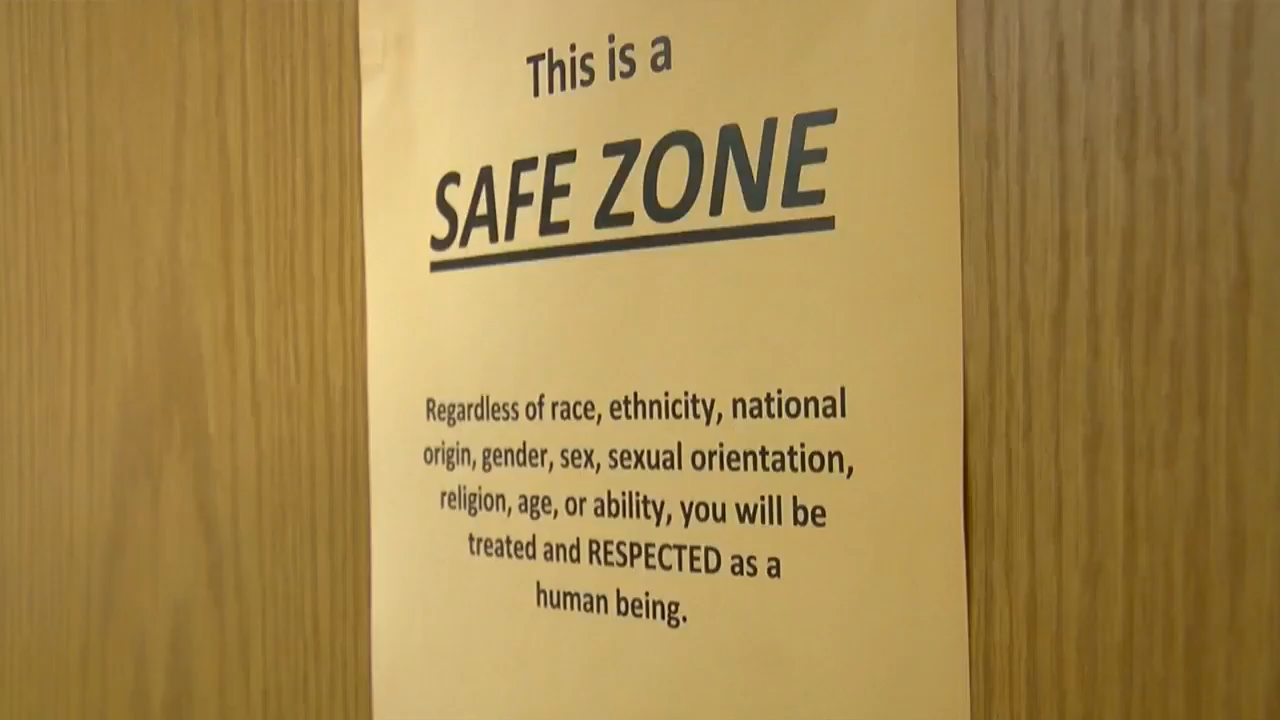 This is a
SAFE ZONE
Regardless of race, ethnicity, national
origin, gender, sex, sexual orientation,
religion, age, or ability, you will be
treated and RESPECTED as a
human being.